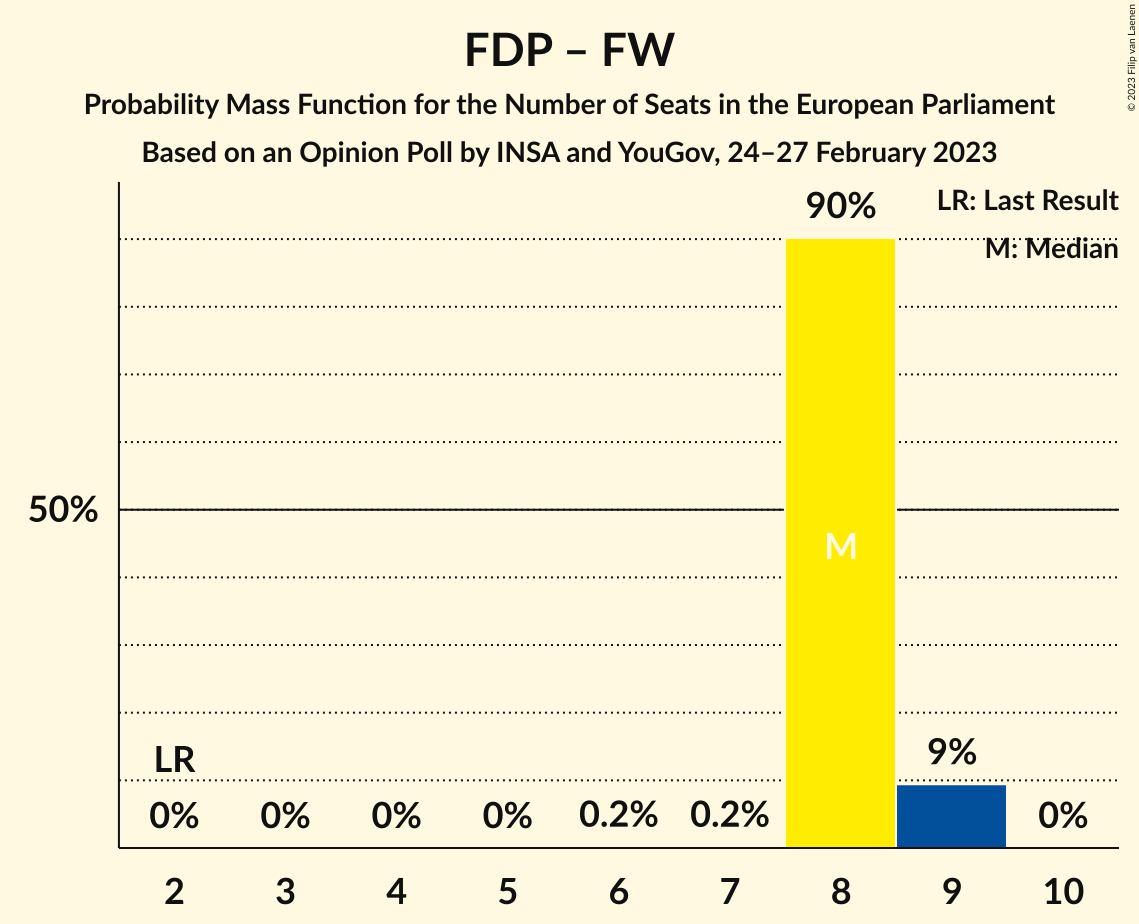 FDP – FW
Probability Mass Function for the Number of Seats in the European Parliament
Based on an Opinion Poll by INSA and YouGov, 24–27 February 2023
© 2023 Filip van Laenen
LR: Last Result
M: Median
90%
50%
M
LR
9%
0% 0% 0% 0% 0.2% 0.2% 0%
2 3 4 5 6 7 8 9 10